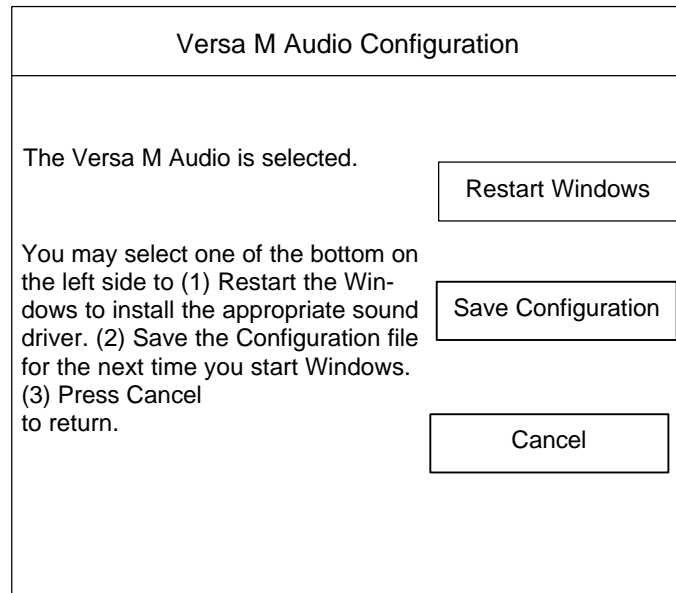 Versa M Audio Configuration
The Versa M Audio is selected.
Restart Windows
You may select one of the bottom on
the left side to (1) Restart the Win-
dows to install the appropriate sound
driver. (2) Save the Configuration file
for the next time you start Windows.
(3) Press Cancel
to return.
Save Configuration
Cancel